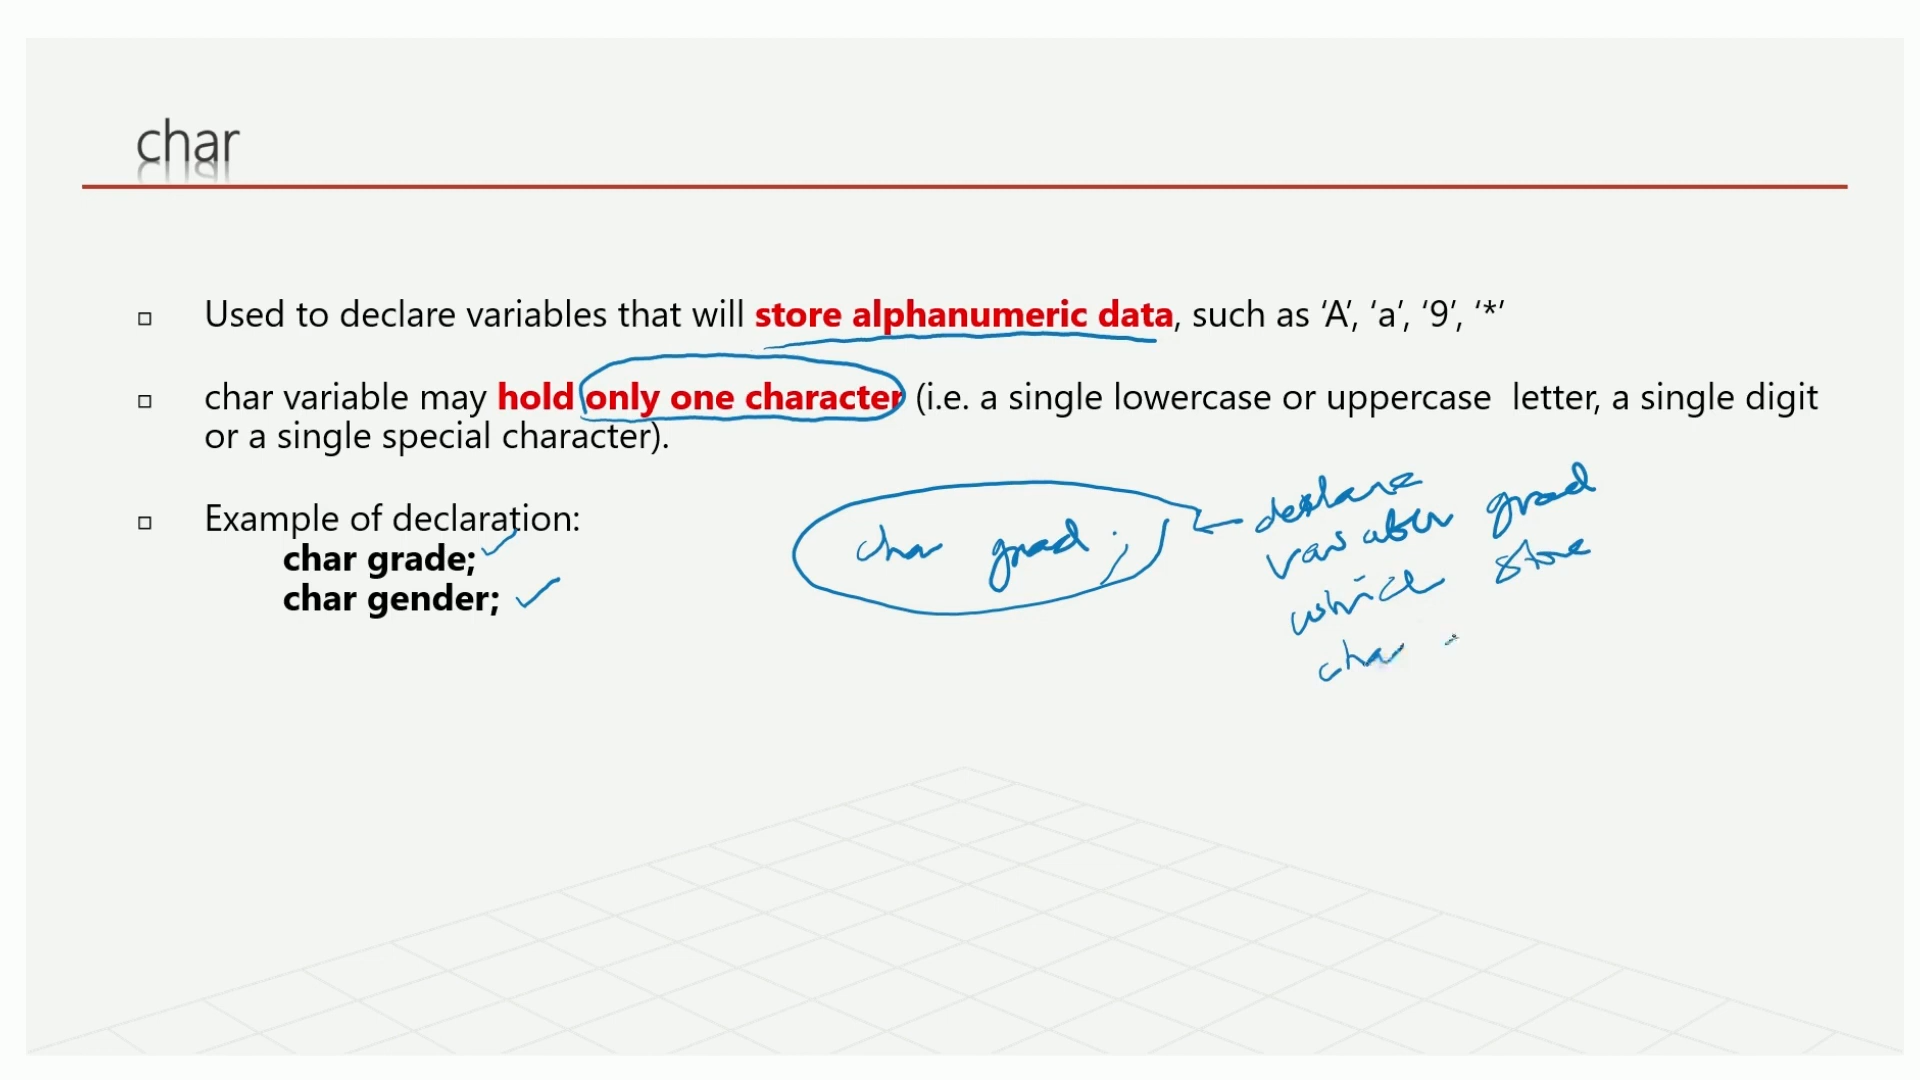 char
Used to declare variables that will store alphanumeric data, such as ‘A’, ‘a’, ‘9’, ‘*’
char variable may hold only one character (i.e. a single lowercase or uppercase letter, a single digit
or a single special character).
Example of declaration:
char grade;
char gender;
char grad ;
declare
grad
which store
char